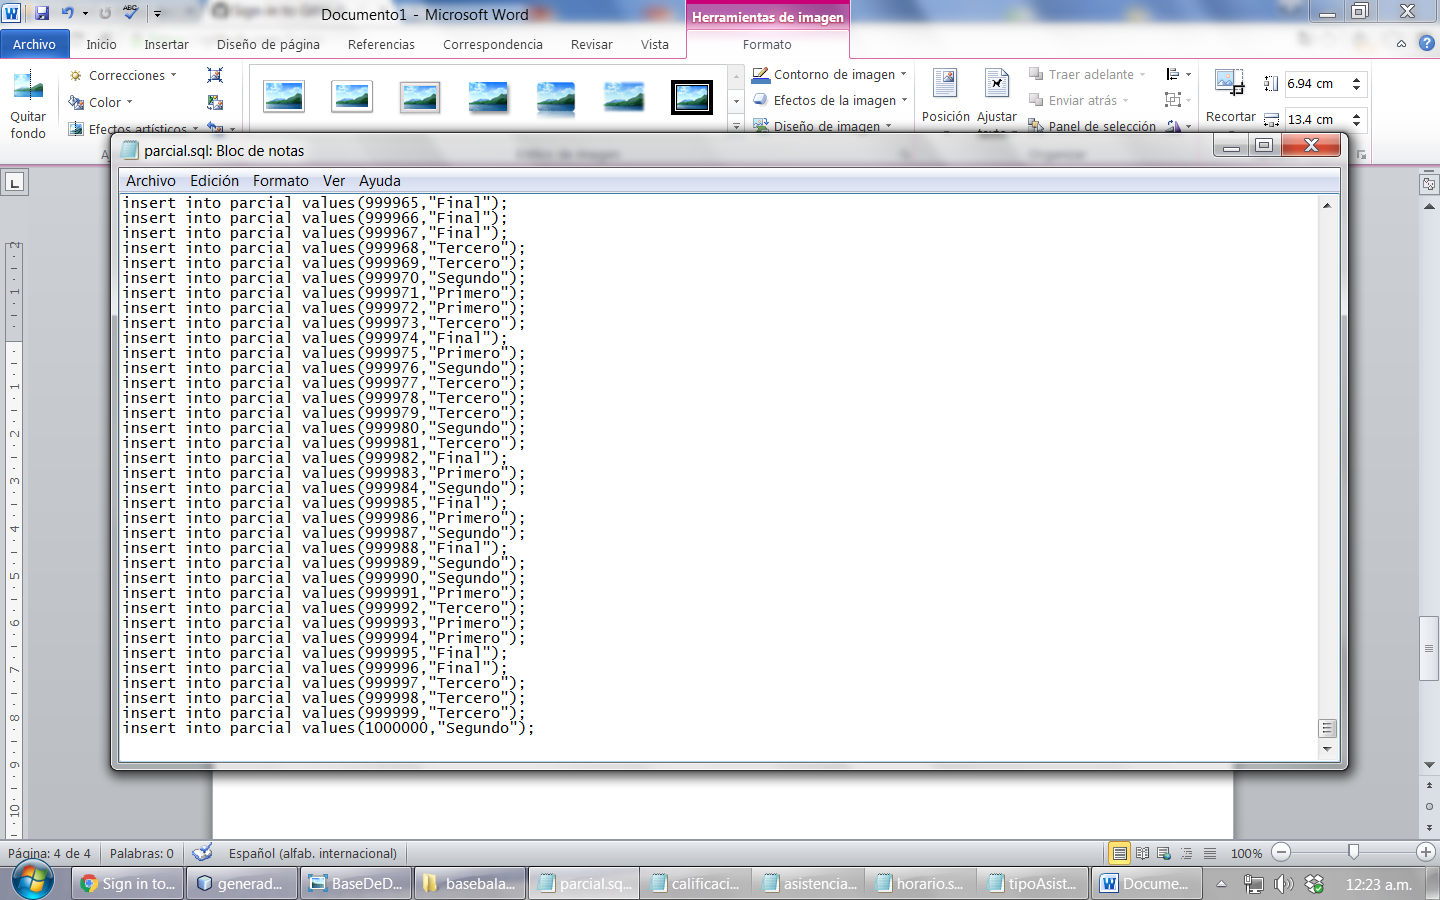 Documento1 - Microsoft Word
Herramientas de imagen
Archivo Inicio Insertar Diseño de página Referencias Correspondencia Revisar Vista Formato
Correcciones
Color
Efectos artísticos
Quitar fondo
Contorno de imagen
Efectos de la imagen
Diseño de imagen
Posición
Ajustar texto
Traer adelante
Enviar atrás
Panel de selección
Recortar
6.94 cm
13.4 cm
parcial.sql: Bloc de notas
Archivo Edición Formato Ver Ayuda
insert into parcial values(999965,"Final");
insert into parcial values(999966,"Final");
insert into parcial values(999967,"Final");
insert into parcial values(999968,"Tercero");
insert into parcial values(999969,"Tercero");
insert into parcial values(999970,"Segundo");
insert into parcial values(999971,"Primero");
insert into parcial values(999972,"Primero");
insert into parcial values(999973,"Tercero");
insert into parcial values(999974,"Final");
insert into parcial values(999975,"Primero");
insert into parcial values(999976,"Segundo");
insert into parcial values(999977,"Tercero");
insert into parcial values(999978,"Tercero");
insert into parcial values(999979,"Tercero");
insert into parcial values(999980,"Segundo");
insert into parcial values(999981,"Tercero");
insert into parcial values(999982,"Final");
insert into parcial values(999983,"Primero");
insert into parcial values(999984,"Segundo");
insert into parcial values(999985,"Final");
insert into parcial values(999986,"Primero");
insert into parcial values(999987,"Segundo");
insert into parcial values(999988,"Final");
insert into parcial values(999989,"Segundo");
insert into parcial values(999990,"Segundo");
insert into parcial values(999991,"Primero");
insert into parcial values(999992,"Tercero");
insert into parcial values(999993,"Primero");
insert into parcial values(999994,"Primero");
insert into parcial values(999995,"Final");
insert into parcial values(999996,"Final");
insert into parcial values(999997,"Tercero");
insert into parcial values(999998,"Tercero");
insert into parcial values(999999,"Tercero");
insert into parcial values(1000000,"Segundo");
Página: 4 de 4 Palabras: 0 Español (alfab. internacional) 100%
Sign in to... generad... BaseDeD... basebala... parcial.sq... calificaci... asistencia... horario.s... tipoAsist... Docume... 12:23 a.m.